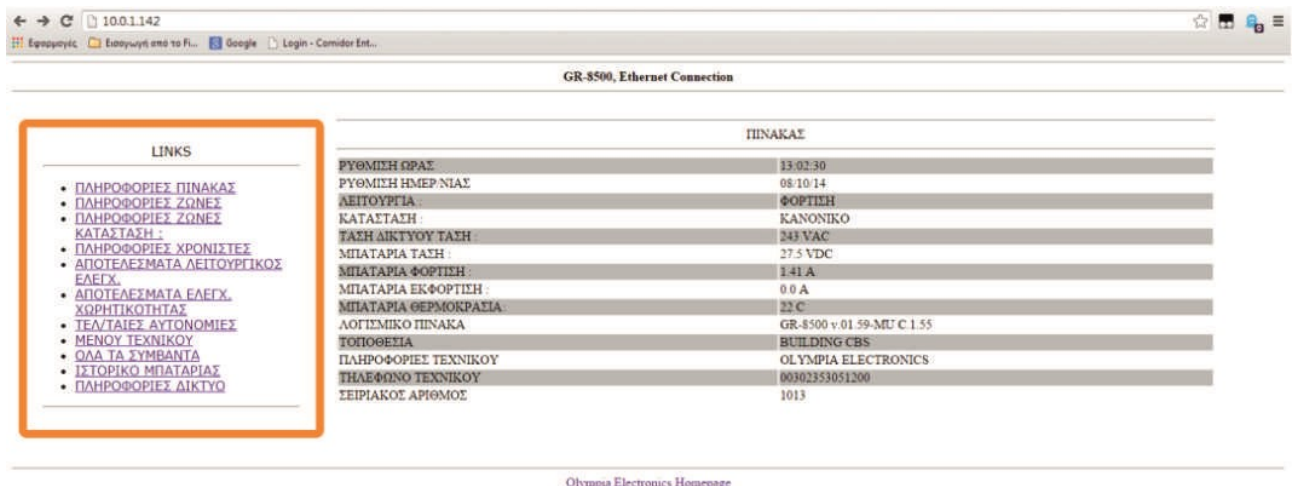 10.0.1.142
Εφαρμογές Εισαγωγή από το Fi... Google Login - Comidor Ent...
GR-8500, Ethernet Connection
LINKS
ΠΛΗΡΟΦΟΡΙΕΣ ΠΙΝΑΚΑΣ
ΠΛΗΡΟΦΟΡΙΕΣ ΖΩΝΕΣ
ΠΛΗΡΟΦΟΡΙΕΣ ΖΩΝΕΣ
ΚΑΤΑΣΤΑΣΗ :
ΠΛΗΡΟΦΟΡΙΕΣ ΧΡΟΝΙΣΤΕΣ
ΑΠΟΤΕΛΕΣΜΑΤΑ ΛΕΙΤΟΥΡΓΙΚΟΣ
ΕΛΕΓΧ.
ΑΠΟΤΕΛΕΣΜΑΤΑ ΕΛΕΓΧ.
ΧΩΡΗΤΙΚΟΤΗΤΑΣ
ΤΕΛ/ΤΑΙΕΣ ΑΥΤΟΝΟΜΙΕΣ
ΜΕΝΟΥ ΤΕΧΝΙΚΟΥ
ΟΛΑ ΤΑ ΣΥΜΒΑΝΤΑ
ΙΣΤΟΡΙΚΟ ΜΠΑΤΑΡΙΑΣ
ΠΛΗΡΟΦΟΡΙΕΣ ΔΙΚΤΥΟ
ΠΙΝΑΚΑΣ
ΡΥΘΜΙΣΗ ΩΡΑΣ 13:02:30
ΡΥΘΜΙΣΗ ΗΜΕΡ/ΝΙΑΣ 08/10/14
ΛΕΙΤΟΥΡΓΙΑ : ΦΟΡΤΙΣΗ
ΚΑΤΑΣΤΑΣΗ : ΚΑΝΟΝΙΚΟ
ΤΑΣΗ ΔΙΚΤΥΟΥ ΤΑΣΗ : 243 VAC
ΜΠΑΤΑΡΙΑ ΤΑΣΗ : 27.5 VDC
ΜΠΑΤΑΡΙΑ ΦΟΡΤΙΣΗ : 1.41 A
ΜΠΑΤΑΡΙΑ ΕΚΦΟΡΤΙΣΗ : 0.0 A
ΜΠΑΤΑΡΙΑ ΘΕΡΜΟΚΡΑΣΙΑ : 22 C
ΛΟΓΙΣΜΙΚΟ ΠΙΝΑΚΑ GR-8500 v.01.59-MU C.1.55
ΤΟΠΟΘΕΣΙΑ BUILDING CBS
ΠΛΗΡΟΦΟΡΙΕΣ ΤΕΧΝΙΚΟΥ OLYMPIA ELECTRONICS
ΤΗΛΕΦΩΝΟ ΤΕΧΝΙΚΟΥ 00302353051200
ΣΕΙΡΙΑΚΟΣ ΑΡΙΘΜΟΣ 1013
Olympia Electronics Homepage